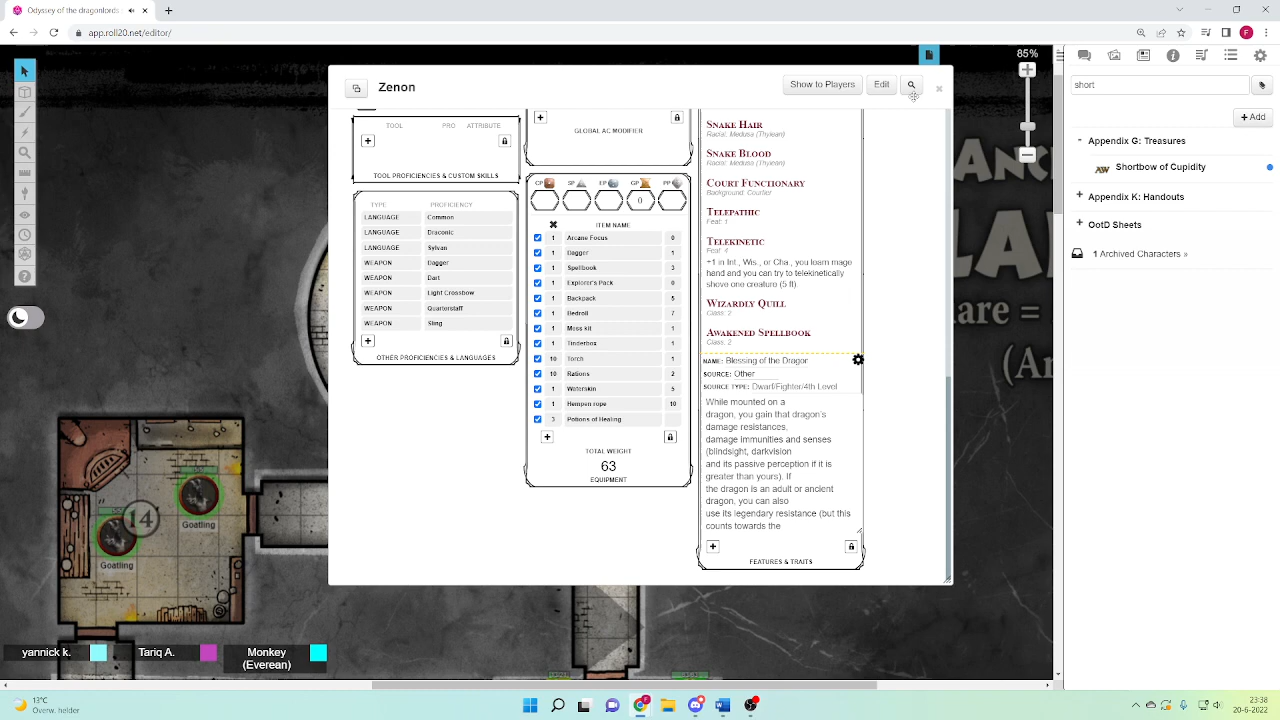 Odyssey of the dragonlords
app.roll20.net/editor/
Zenon
Show to Players
Edit
85%
short
+ Add
Appendix G: Treasures
Shortbow of Cupidity
Appendix K: Handouts
OotD Sheets
1 Archived Characters »
TOOL PRO ATTRIBUTE
TOOL PROFICIENCIES & CUSTOM SKILLS
TYPE PROFICIENCY
LANGUAGE Common
LANGUAGE Draconic
LANGUAGE Sylvan
WEAPON Dagger
WEAPON Dart
WEAPON Light Crossbow
WEAPON Quarterstaff
WEAPON Sling
OTHER PROFICIENCIES & LANGUAGES
GLOBAL AC MODIFIER
CP SP EP GP PP
0
ITEM NAME
1 Arcane Focus 0
1 Dagger 1
1 Spellbook 3
1 Explorer's Pack 0
1 Backpack 5
1 Bedroll 7
1 Mess kit 1
1 Tinderbox 1
10 Torch 1
10 Rations 2
1 Waterskin 5
1 Hempen rope 10
3 Potions of Healing
TOTAL WEIGHT
63
EQUIPMENT
SNAKE HAIR
Racial: Medusa (Thylean)
SNAKE BLOOD
Racial: Medusa (Thylean)
COURT FUNCTIONARY
Background: Courtier
TELEPATHIC
Feat: 1
TELEKINETIC
Feat: 4
+1 in Int., Wis., or Cha., you learn mage
hand and you can try to telekinetically
shove one creature (5 ft).
WIZARDLY QUILL
Class: 2
AWAKENED SPELLBOOK
Class: 2
NAME: Blessing of the Dragor
SOURCE: Other
SOURCE TYPE: Dwarf/Fighter/4th Level
While mounted on a
dragon, you gain that dragon's
damage resistances,
damage immunities and senses
(blindsight, darkvision
and its passive perception if it is
greater than yours). If
the dragon is an adult or ancient
dragon, you can also
use its legendary resistance (but this
counts towards the
FEATURES & TRAITS
14
Goatling
Goatling
yannick k.
Tariq A.
Monkey
(Everean)
13°C
Overw. helder
23:38
20-6-2022